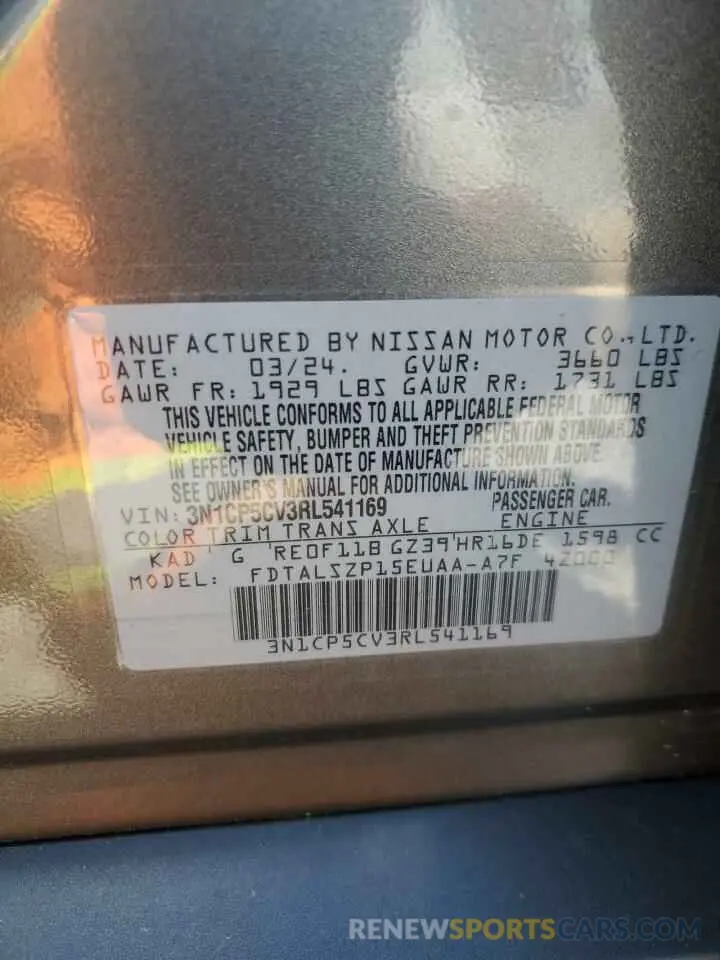 MANUFACTURED BY NISSAN MOTOR CO., LTD.
DATE: 03/24. GVWR: 3660 LBS
GAWR FR: 1929 LBS GAWR RR: 1731 LBS
THIS VEHICLE CONFORMS TO ALL APPLICABLE FEDERAL MOTOR
VEHICLE SAFETY, BUMPER AND THEFT PREVENTION STANDARDS
IN EFFECT ON THE DATE OF MANUFACTURE SHOWN ABOVE.
SEE OWNER'S MANUAL FOR ADDITIONAL INFORMATION.
VIN: 3N1CP5CV3RL541169 PASSENGER CAR.
COLOR TRIM TRANS AXLE ENGINE
KAD G RE0F11B GZ39 HR16DE 1598 CC
MODEL: FDTALSZP15EUAA-A7F 42000
3N1CP5CV3RL541169
RENEWSPORTSCARS.COM